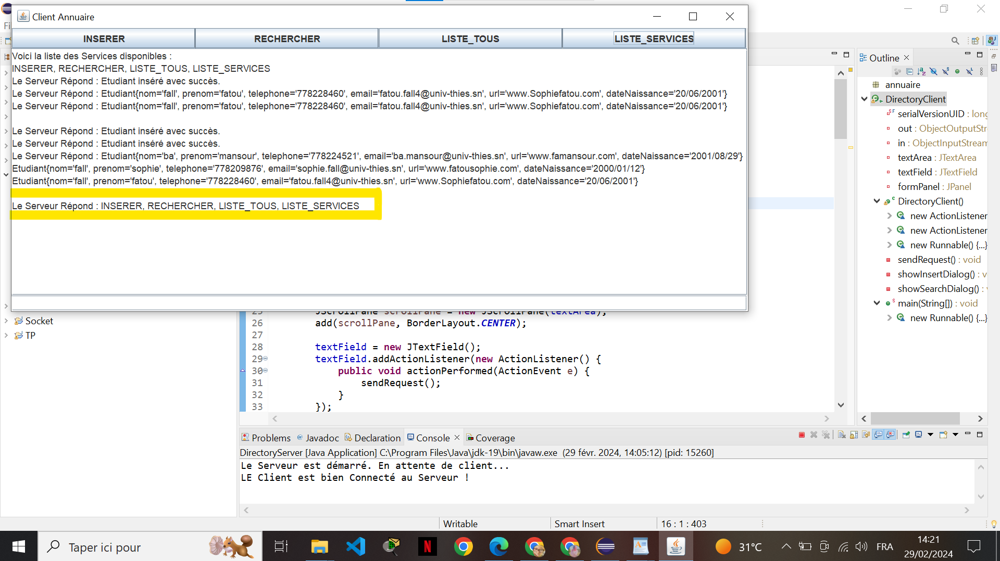 Client Annuaire
INSERER RECHERCHER LISTE_TOUS LISTE_SERVICES
Voici la liste des Services disponibles :
INSERER, RECHERCHER, LISTE_TOUS, LISTE_SERVICES
Le Serveur Répond : Etudiant inséré avec succès.
Le Serveur Répond : Etudiant{nom='fall', prenom='fatou', telephone='778228460', email='fatou.fall4@univ-thies.sn', url='www.Sophiefatou.com', dateNaissance='20/06/2001'}
Le Serveur Répond : Etudiant{nom='fall', prenom='fatou', telephone='778228460', email='fatou.fall4@univ-thies.sn', url='www.Sophiefatou.com', dateNaissance='20/06/2001'}
Le Serveur Répond : Etudiant inséré avec succès.
Le Serveur Répond : Etudiant inséré avec succès.
Le Serveur Répond : Etudiant{nom='ba', prenom='mansour', telephone='778224521', email='ba.mansour@univ-thies.sn', url='www.famansour.com', dateNaissance='2001/08/29'}
Etudiant{nom='fall', prenom='sophie', telephone='778209876', email='sophie.fall@univ-thies.sn', url='www.fatousophie.com', dateNaissance='2000/01/12'}
Etudiant{nom='fall', prenom='fatou', telephone='778228460', email='fatou.fall4@univ-thies.sn', url='www.Sophiefatou.com', dateNaissance='20/06/2001'}
Le Serveur Répond : INSERER, RECHERCHER, LISTE_TOUS, LISTE_SERVICES
Fi
Socket
TP
25 JScrollPane scrollPane = new JScrollPane(textArea);
26 add(scrollPane, BorderLayout.CENTER);
27
28 textField = new JTextField();
29 textField.addActionListener(new ActionListener() {
30 public void actionPerformed(ActionEvent e) {
31 sendRequest();
32 }
33 });
Outline
annuaire
DirectoryClient
serialVersionUID : long
out : ObjectOutputStr
in : ObjectInputStream
textArea : JTextArea
textField : JTextField
formPanel : JPanel
DirectoryClient()
new ActionListener
new ActionListener
new Runnable() {...}
sendRequest() : void
showInsertDialog() : v
showSearchDialog() :
main(String[]) : void
new Runnable() {...}
Problems Javadoc Declaration Console Coverage
DirectoryServer [Java Application] C:\Program Files\Java\jdk-19\bin\javaw.exe (29 févr. 2024, 14:05:12) [pid: 15260]
Le Serveur est démarré. En attente de client...
LE Client est bien Connecté au Serveur !
Writable Smart Insert 16 : 1 : 403
Taper ici pour
31°C FRA 14:21
29/02/2024